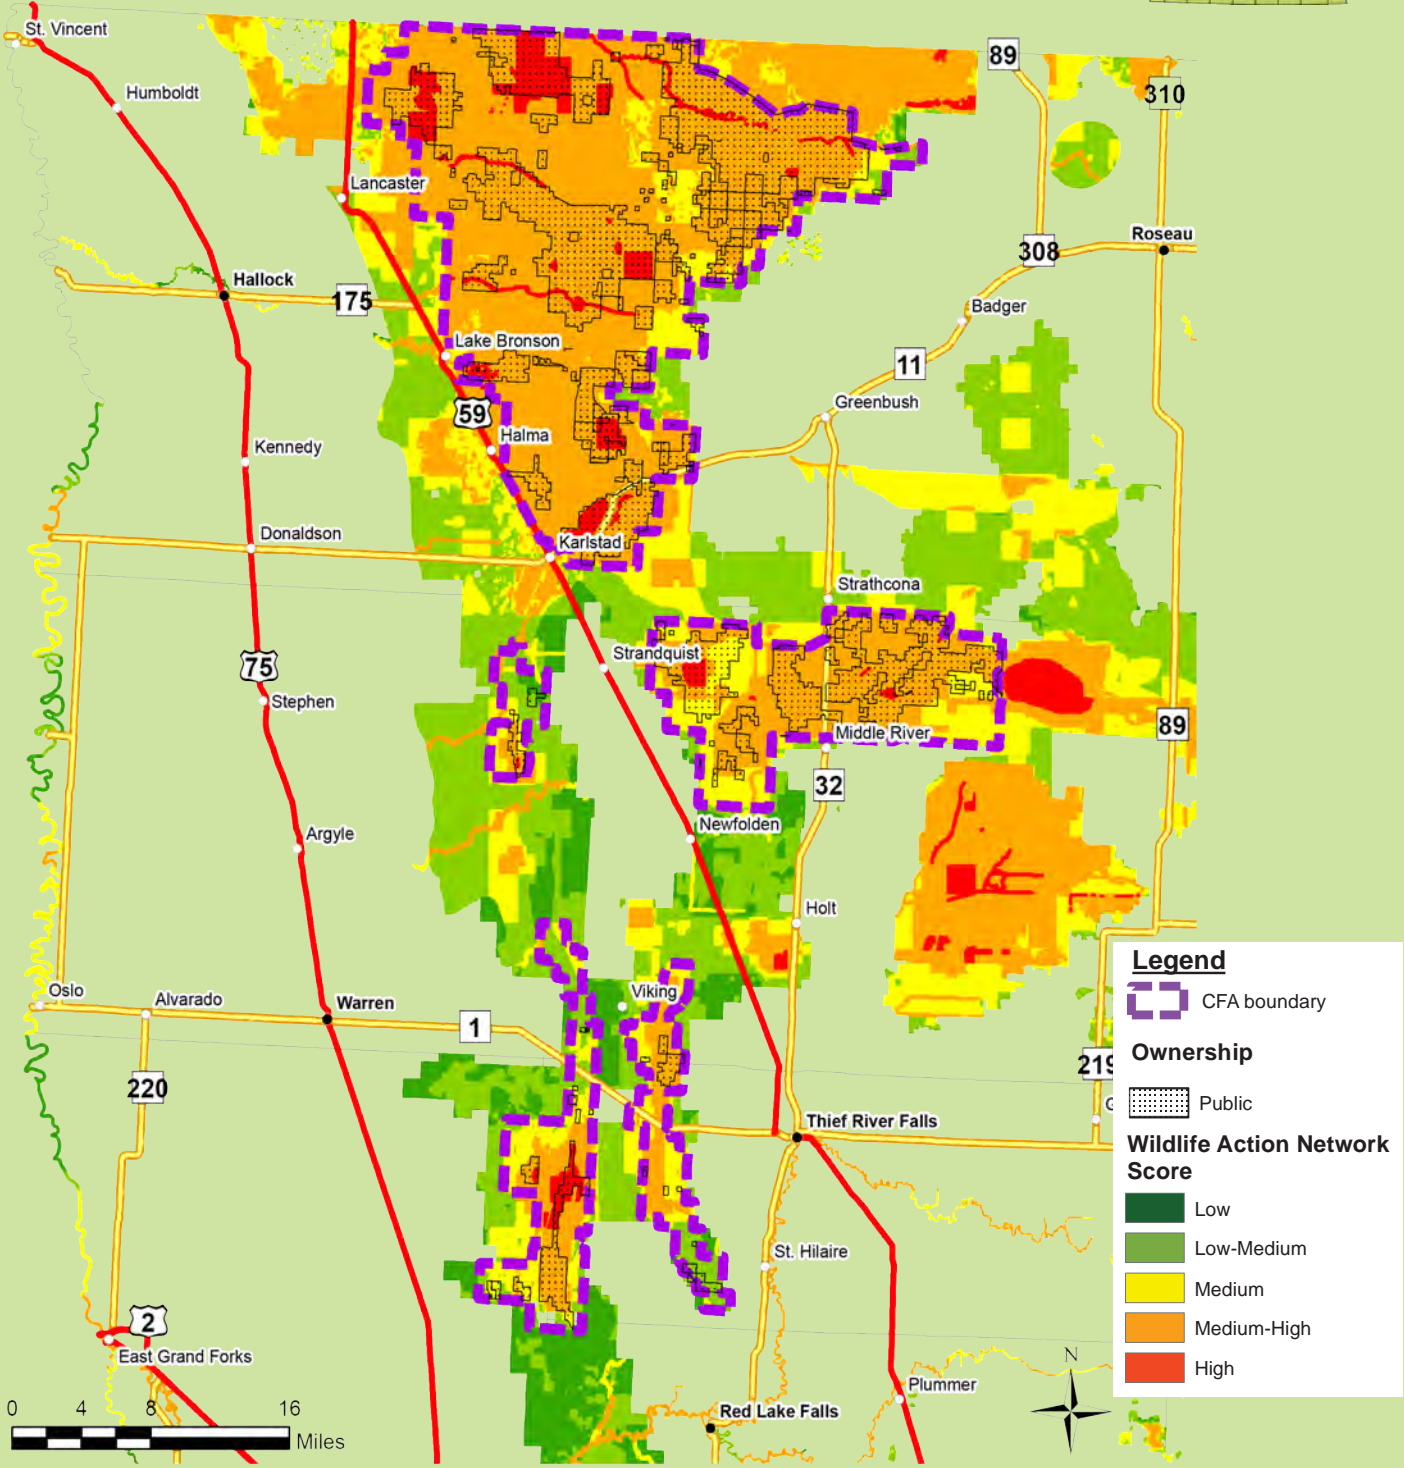 St. Vincent
Humboldt
89
310
Lancaster
Roseau
308
Hallock
175
Badger
Lake Bronson
11
59
Greenbush
Halma
Kennedy
Donaldson
Karlstad
Strathcona
Strandquist
75
Stephen
Middle River
89
32
Newfolden
Argyle
Holt
Legend
CFA boundary
Oslo
Alvarado
Warren
Viking
1
Ownership
219
220
Public
G
Thief River Falls
Wildlife Action Network
Score
Low
St. Hilaire
Low-Medium
Medium
2
Medium-High
East Grand Forks
N
High
Plummer
0 4 8 16
Miles
Red Lake Falls